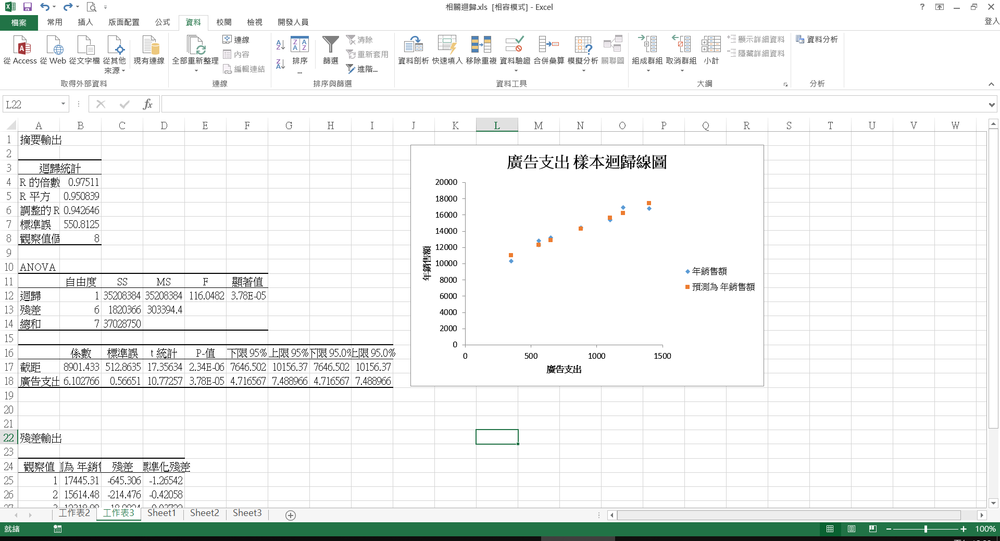 相關迴歸.xls [相容模式] - Excel
登入
檔案 常用 插入 版面配置 公式 資料 校閱 檢視 開發人員
從 Access 從 Web 從文字檔 從其他來源 現有連線
取得外部資料
全部重新整理 連線 內容 編輯連結
連線
排序... 篩選 清除 重新套用 進階...
排序與篩選
資料剖析 快速填入 移除重複 資料驗證 合併彙算 模擬分析 關聯圖
資料工具
組成群組 取消群組 小計 顯示詳細資料 隱藏詳細資料
大綱
資料分析
分析
L22 fx
A B C D E F G H I J K L M N O P Q R S T U V W
1 摘要輸出
2
3 迴歸統計
4 R 的倍數 0.97511
5 R 平方 0.950839
6 調整的 R 0.942646
7 標準誤 550.8125
8 觀察值個 8
9
10 ANOVA
11 自由度 SS MS F 顯著值
12 迴歸 1 35208384 35208384 116.0482 3.78E-05
13 殘差 6 1820366 303394.4
14 總和 7 37028750
15
16 係數 標準誤 t 統計 P-值 下限 95% 上限 95% 下限 95.0% 上限 95.0%
17 截距 8901.433 512.8635 17.35634 2.34E-06 7646.502 10156.37 7646.502 10156.37
18 廣告支出 6.102766 0.56651 10.77257 3.78E-05 4.716567 7.488966 4.716567 7.488966
19
20
21
22 殘差輸出
23
24 觀察值 為 年銷 殘差 標準化殘差
25 1 17445.31 -645.306 -1.26542
26 2 15614.48 -214.476 -0.42058
廣告支出 樣本迴歸線圖
20000
18000
16000
14000
12000
10000
8000
6000
4000
2000
0
年銷售額
0 500 1000 1500
廣告支出
年銷售額
預測為 年銷售額
工作表2 工作表3 Sheet1 Sheet2 Sheet3
就緒
100%